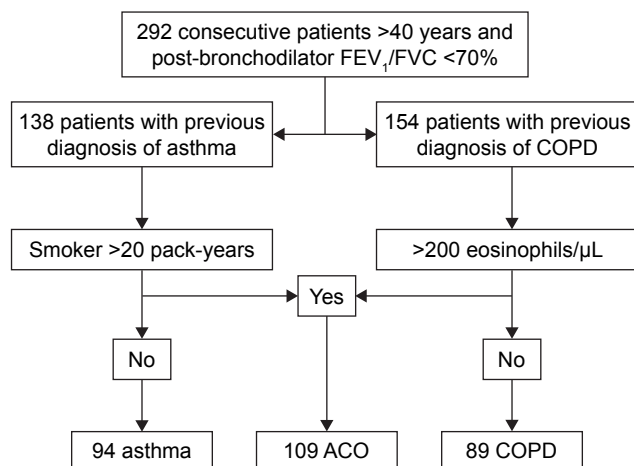 292 consecutive patients >40 years and
post-bronchodilator FEV₁/FVC <70%
138 patients with previous
diagnosis of asthma
154 patients with previous
diagnosis of COPD
Smoker >20 pack-years
>200 eosinophils/µL
Yes
No
No
94 asthma
109 ACO
89 COPD